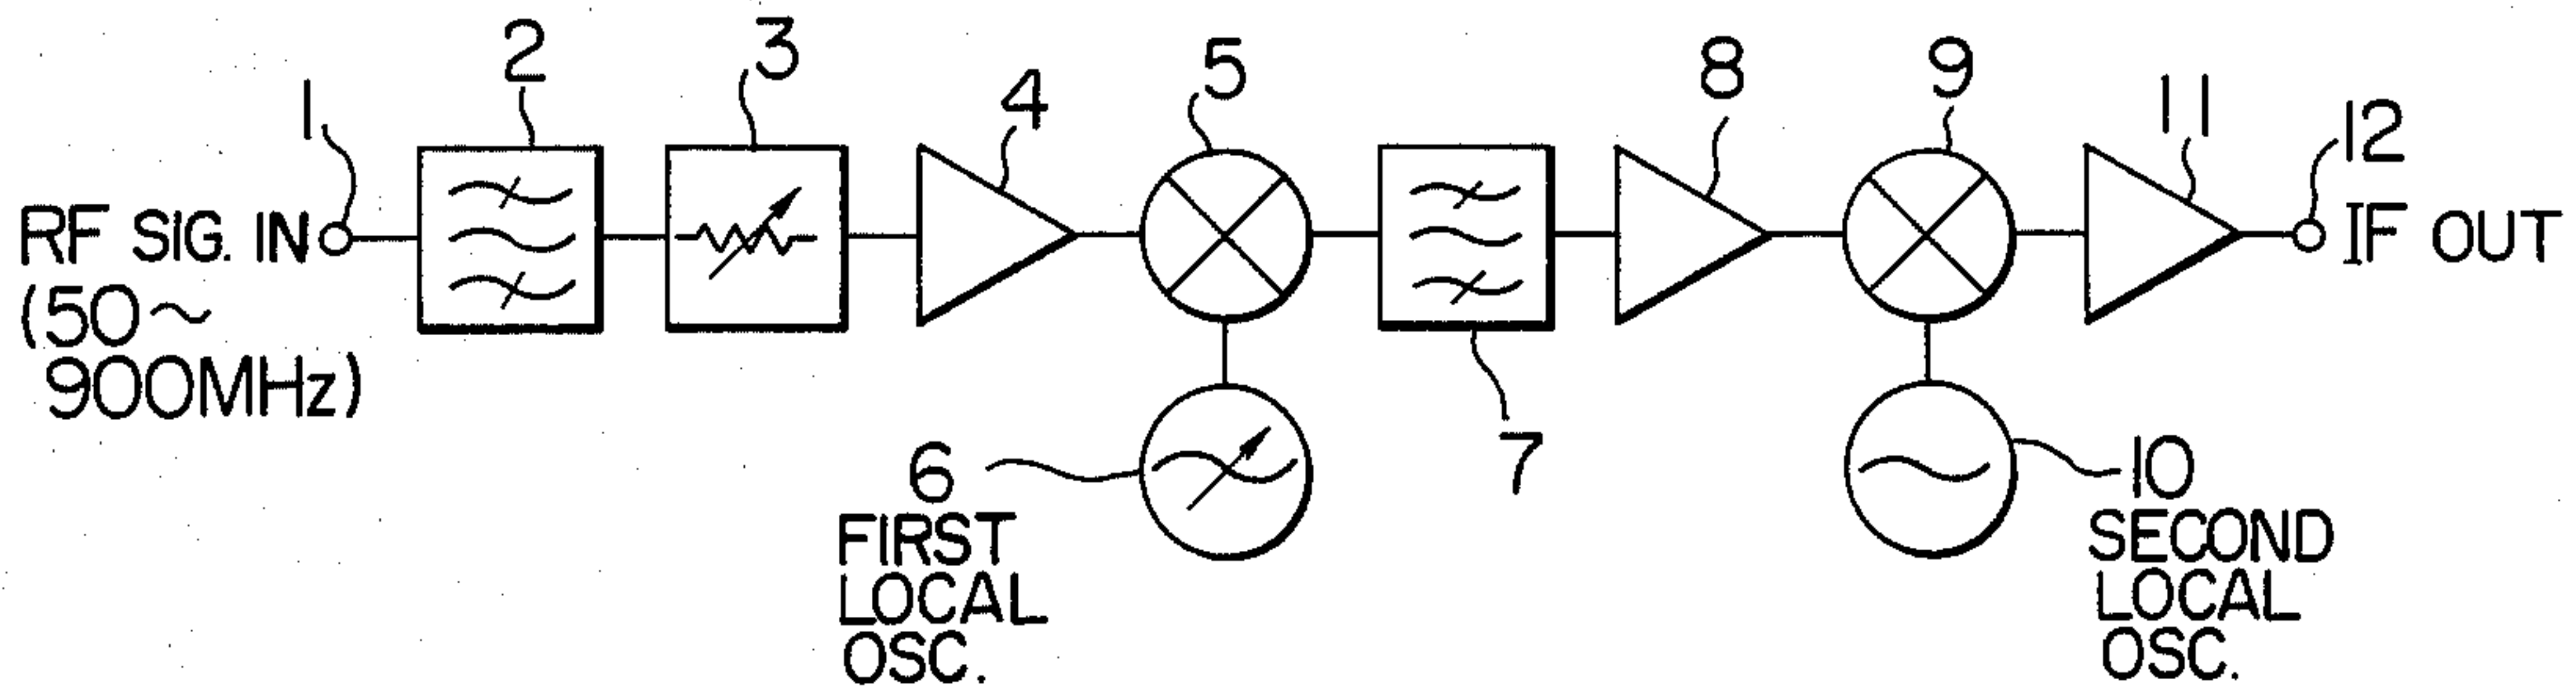 1
2
3
4
5
8
9
11
12
RF SIG. IN
(50~
900MHz)
IF OUT
6
FIRST
LOCAL
OSC.
7
10
SECOND
LOCAL
OSC.